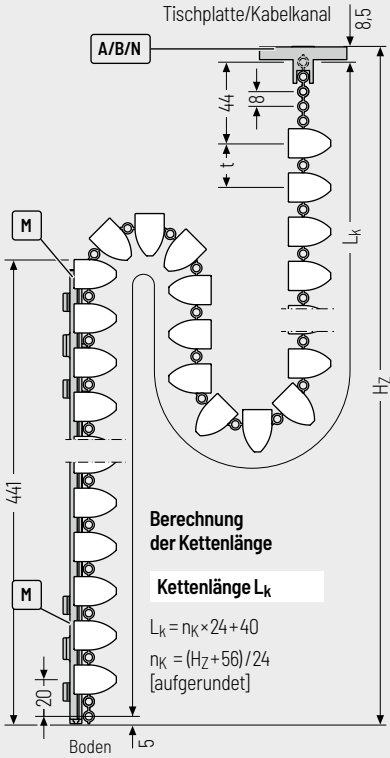 Tischplatte/Kabelkanal
8,5
A/B/N
44
8
t
Lk
HZ
M
441
M
20
Boden
5
Berechnung
der Kettenlänge
Kettenlänge Lk
Lk = nK×24+40
nK = (HZ+56)/24
[aufgerundet]